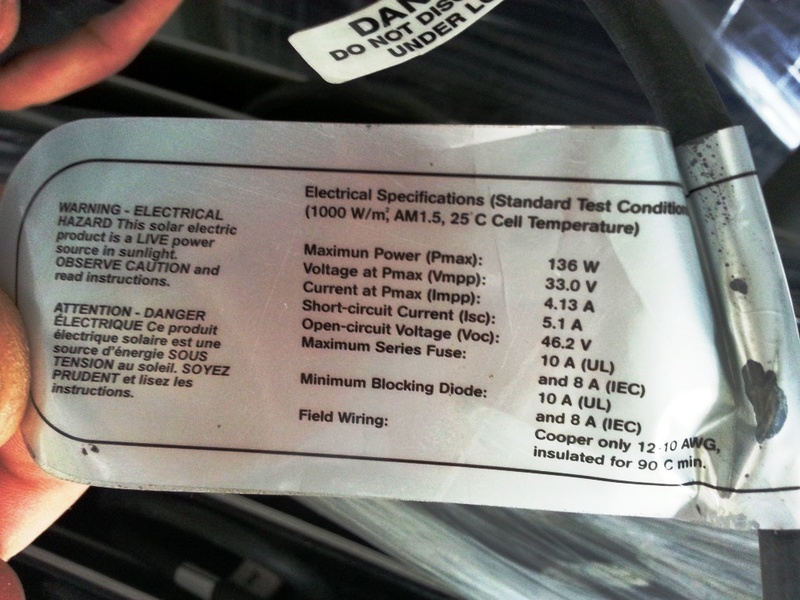 DAN
DO NOT DIS
UNDER LO
WARNING - ELECTRICAL
HAZARD This solar electric
product is a LIVE power
source in sunlight.
OBSERVE CAUTION and
read instructions.
ATTENTION - DANGER
ÉLECTRIQUE Ce produit
électrique solaire est une
source d'énergie SOUS
TENSION au soleil. SOYEZ
PRUDENT et lisez les
instructions.
Electrical Specifications (Standard Test Condition
(1000 W/m², AM1.5, 25°C Cell Temperature)
Maximun Power (Pmax): 136 W
Voltage at Pmax (Vmpp): 33.0 V
Current at Pmax (Impp): 4.13 A
Short-circuit Current (Isc): 5.1 A
Open-circuit Voltage (Voc): 46.2 V
Maximum Series Fuse: 10 A (UL)
and 8 A (IEC)
Minimum Blocking Diode: 10 A (UL)
and 8 A (IEC)
Field Wiring: Cooper only 12-10 AWG,
insulated for 90 C min.